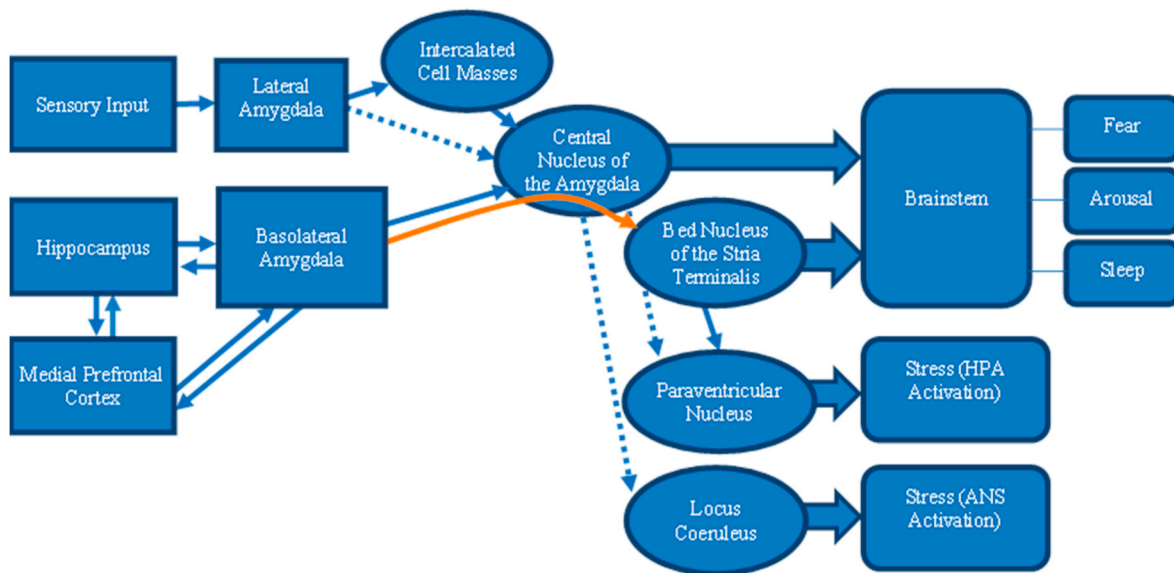 Sensory Input
Lateral
Amygdala
Intercalated
Cell Masses
Central
Nucleus of
the Amygdala
Hippocampus
Basolateral
Amygdala
Medial Prefrontal
Cortex
Bed Nucleus
of the Stria
Terminalis
Paraventricular
Nucleus
Locus
Coeruleus
Brainstem
Fear
Arousal
Sleep
Stress (HPA
Activation)
Stress (ANS
Activation)